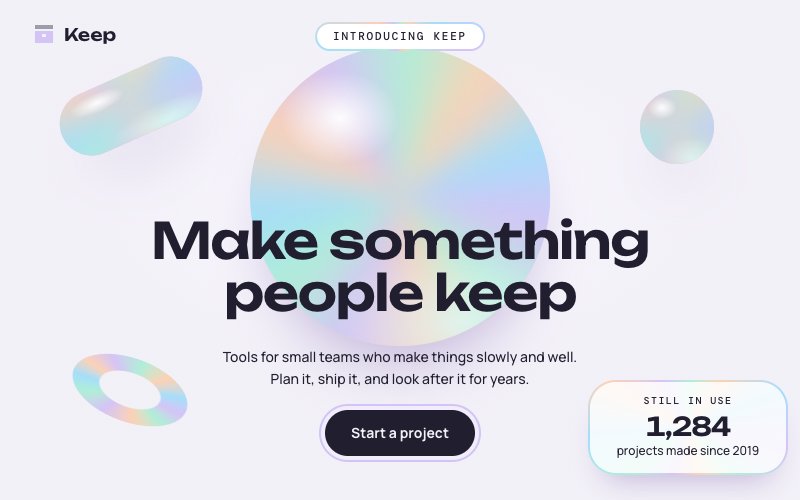 Keep
INTRODUCING KEEP
Make something
people keep
Tools for small teams who make things slowly and well.
Plan it, ship it, and look after it for years.
Start a project
STILL IN USE
1,284
projects made since 2019